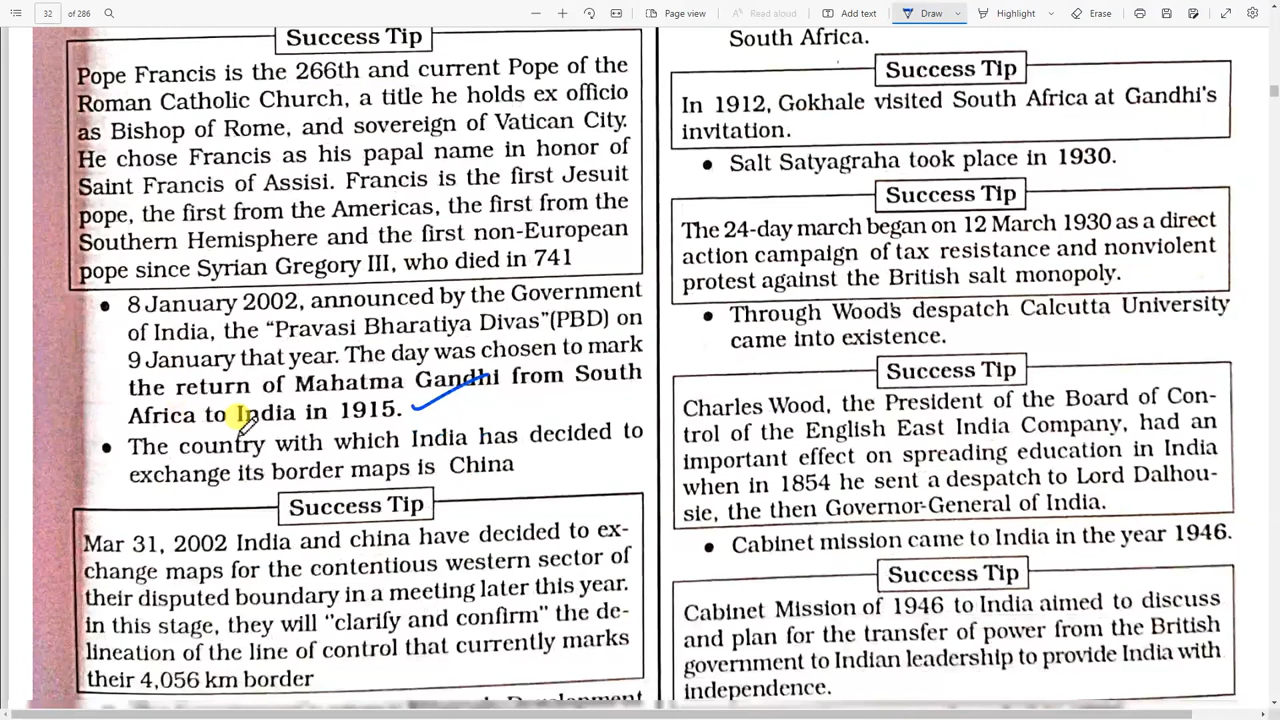 32 of 286
Page view
Read aloud
Add text
Draw
Highlight
Erase
Success Tip
Pope Francis is the 266th and current Pope of the
Roman Catholic Church, a title he holds ex officio
as Bishop of Rome, and sovereign of Vatican City.
He chose Francis as his papal name in honor of
Saint Francis of Assisi. Francis is the first Jesuit
pope, the first from the Americas, the first from the
Southern Hemisphere and the first non-European
pope since Syrian Gregory III, who died in 741
• 8 January 2002, announced by the Government
of India, the “Pravasi Bharatiya Divas”(PBD) on
9 January that year. The day was chosen to mark
the return of Mahatma Gandhi from South
Africa to India in 1915.
• The country with which India has decided to
exchange its border maps is China
Success Tip
Mar 31, 2002 India and china have decided to ex-
change maps for the contentious western sector of
their disputed boundary in a meeting later this year.
in this stage, they will "clarify and confirm" the de-
lineation of the line of control that currently marks
their 4,056 km border
South Africa.
Success Tip
In 1912, Gokhale visited South Africa at Gandhi's
invitation.
• Salt Satyagraha took place in 1930.
Success Tip
The 24-day march began on 12 March 1930 as a direct
action campaign of tax resistance and nonviolent
protest against the British salt monopoly.
• Through Wood's despatch Calcutta University
came into existence.
Success Tip
Charles Wood, the President of the Board of Con-
trol of the English East India Company, had an
important effect on spreading education in India
when in 1854 he sent a despatch to Lord Dalhou-
sie, the then Governor-General of India.
• Cabinet mission came to India in the year 1946.
Success Tip
Cabinet Mission of 1946 to India aimed to discuss
and plan for the transfer of power from the British
government to Indian leadership to provide India with
independence.